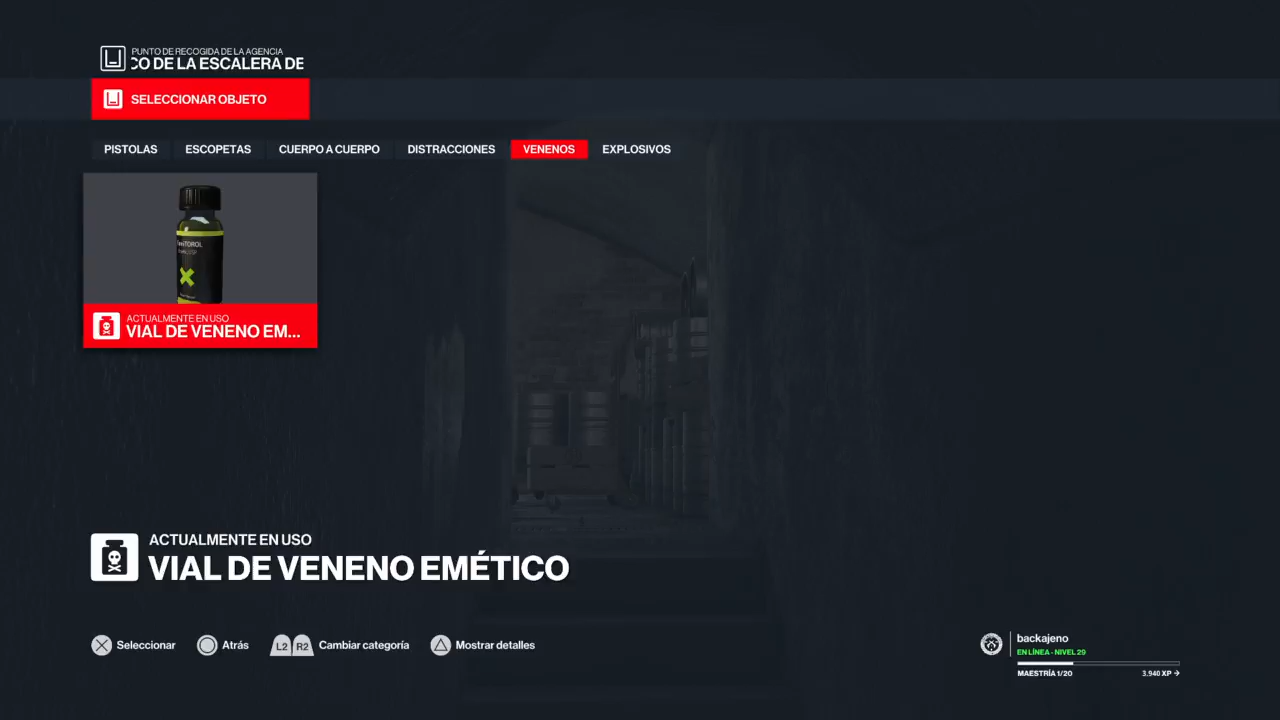 PUNTO DE RECOGIDA DE LA AGENCIA
CO DE LA ESCALERA DE
SELECCIONAR OBJETO
PISTOLAS ESCOPETAS CUERPO A CUERPO DISTRACCIONES VENENOS EXPLOSIVOS
ACTUALMENTE EN USO
VIAL DE VENENO EM...
ACTUALMENTE EN USO
VIAL DE VENENO EMÉTICO
Seleccionar Atrás L2 R2 Cambiar categoría Mostrar detalles
backajeno
EN LÍNEA - NIVEL 29
MAESTRÍA 1/20 3.940 XP →